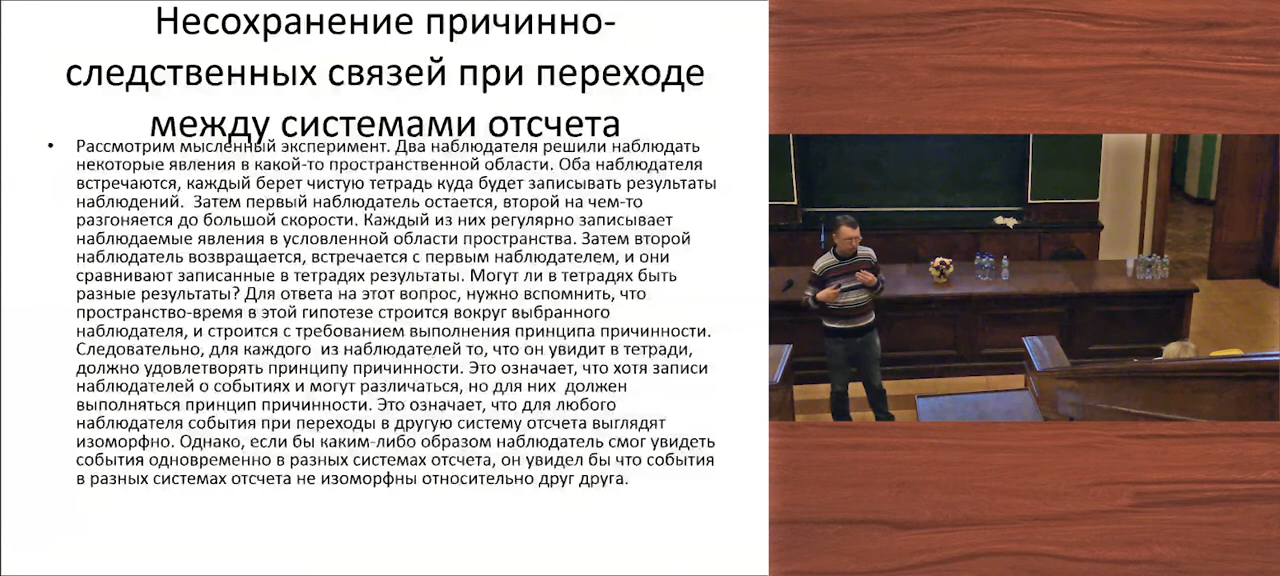 Несохранение причинно-
следственных связей при переходе
между системами отсчета
• Рассмотрим мысленный эксперимент. Два наблюдателя решили наблюдать
некоторые явления в какой-то пространственной области. Оба наблюдателя
встречаются, каждый берет чистую тетрадь куда будет записывать результаты
наблюдений. Затем первый наблюдатель остается, второй на чем-то
разгоняется до большой скорости. Каждый из них регулярно записывает
наблюдаемые явления в условленной области пространства. Затем второй
наблюдатель возвращается, встречается с первым наблюдателем, и они
сравнивают записанные в тетрадях результаты. Могут ли в тетрадях быть
разные результаты? Для ответа на этот вопрос, нужно вспомнить, что
пространство-время в этой гипотезе строится вокруг выбранного
наблюдателя, и строится с требованием выполнения принципа причинности.
Следовательно, для каждого из наблюдателей то, что он увидит в тетради,
должно удовлетворять принципу причинности. Это означает, что хотя записи
наблюдателей о событиях и могут различаться, но для них должен
выполняться принцип причинности. Это означает, что для любого
наблюдателя события при переходы в другую систему отсчета выглядят
изоморфно. Однако, если бы каким-либо образом наблюдатель смог увидеть
события одновременно в разных системах отсчета, он увидел бы что события
в разных системах отсчета не изоморфны относительно друг друга.